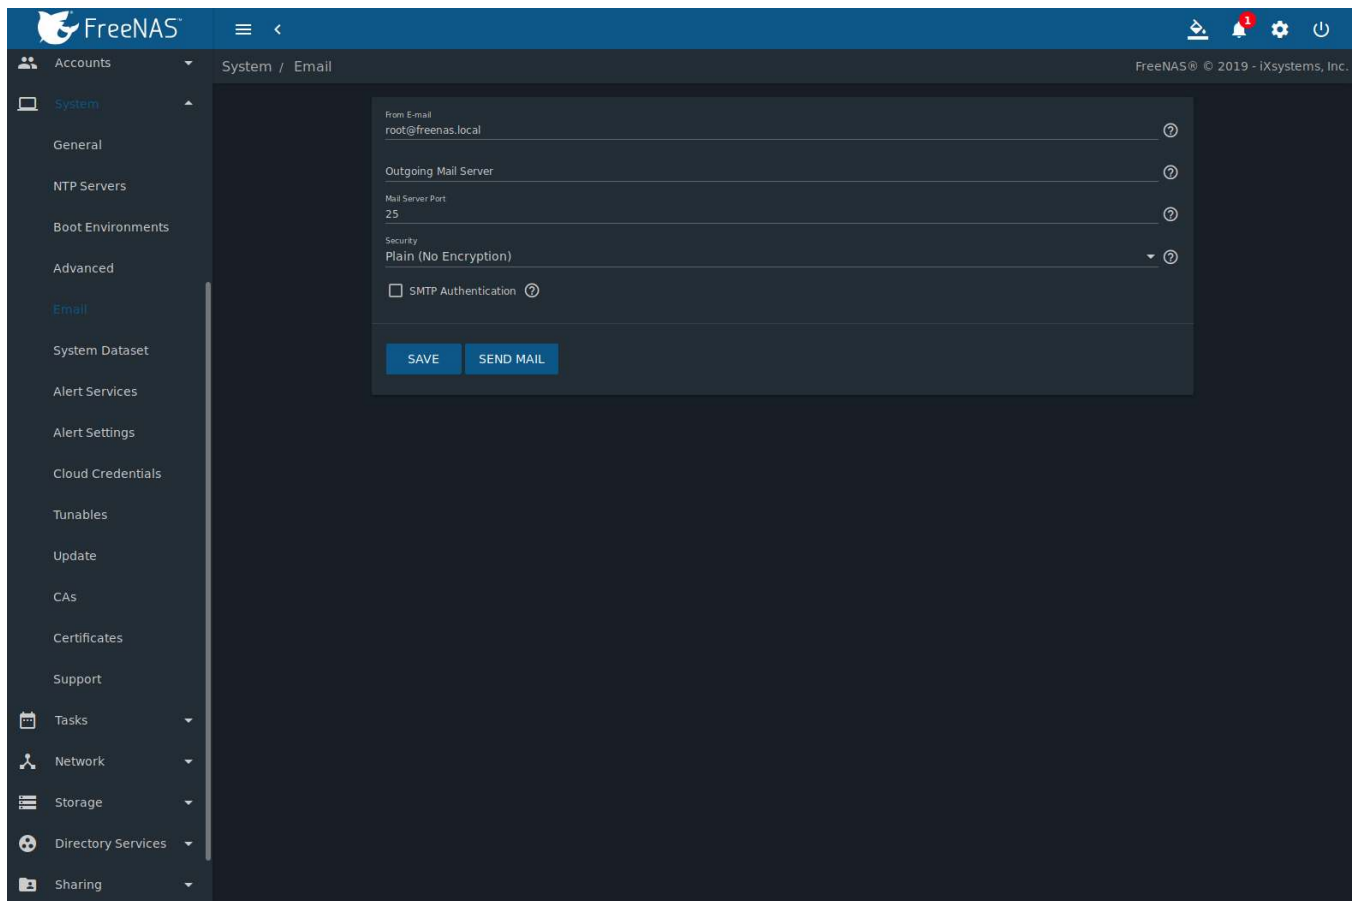 FreeNAS™
1
Accounts
System / Email
FreeNAS® © 2019 - iXsystems, Inc.
System
General
NTP Servers
Boot Environments
Advanced
Email
System Dataset
Alert Services
Alert Settings
Cloud Credentials
Tunables
Update
CAs
Certificates
Support
Tasks
Network
Storage
Directory Services
Sharing
From E-mail
root@freenas.local
Outgoing Mail Server
Mail Server Port
25
Security
Plain (No Encryption)
SMTP Authentication
SAVE
SEND MAIL